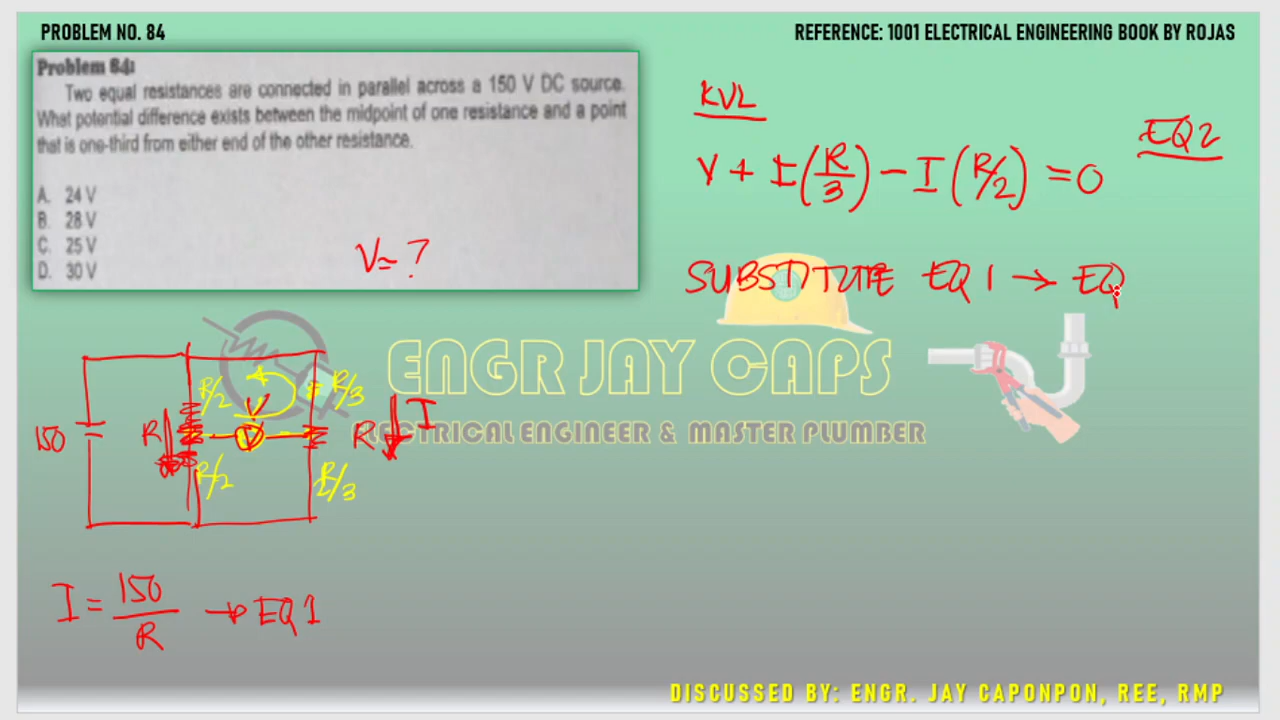 PROBLEM NO. 84
REFERENCE: 1001 ELECTRICAL ENGINEERING BOOK BY ROJAS
Problem 84:
Two equal resistances are connected in parallel across a 150 V DC source.
What potential difference exists between the midpoint of one resistance and a point
that is one-third from either end of the other resistance.
A. 24 V
B. 28 V
C. 25 V
D. 30 V
V = ?
KVL
EQ2
V + I(R/3) - I(R/2) = 0
SUBSTITUTE EQ 1 → EQ
ENGR JAY CAPS
ELECTRICAL ENGINEER & MASTER PLUMBER
R/2
V
R/3
I
150
R
V
R
R/2
R/3
I = 150/R → EQ 1
DISCUSSED BY: ENGR. JAY CAPONPON, REE, RMP